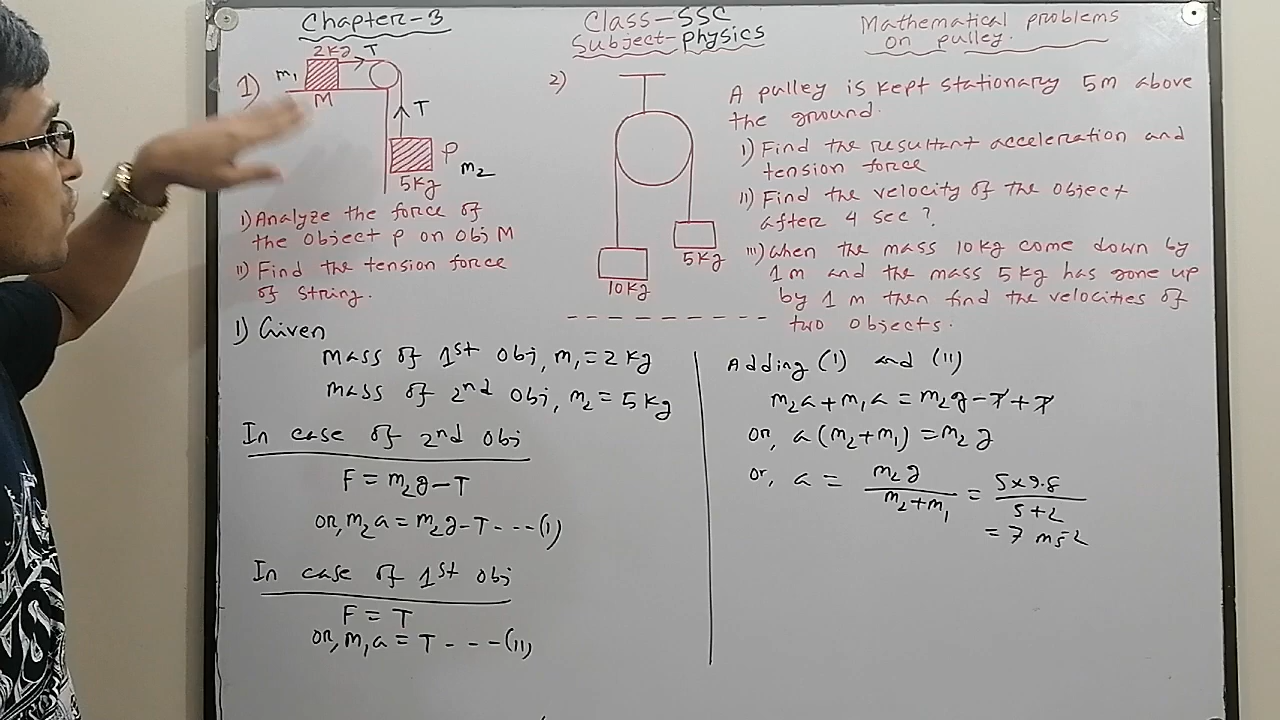 Chapter-3
Class-SSC
Subject-Physics
Mathematical problems
on pulley.
1)
2kg
T
m₁
M
T
P
m₂
5kg
I) Analyze the force of
the object P on obj M
II) Find the tension force
of string.
2)
10kg
5kg
A pulley is kept stationary 5m above
the ground.
I) Find the resultant acceleration and
tension force
II) Find the velocity of the object
after 4 sec?
III) When the mass 10kg come down by
1m and the mass 5kg has gone up
by 1m then find the velocities of
two objects.
I) Given
mass of 1st obj, m₁ = 2 kg
mass of 2nd obj, m₂ = 5 kg
In case of 2nd obj
F = m₂g - T
or, m₂a = m₂g - T ---(I)
In case of 1st obj
F = T
or, m₁a = T ---(II)
Adding (I) and (II)
m₂a + m₁a = m₂g - T + T
or, a(m₂ + m₁) = m₂g
or, a = m₂g / m₂+m₁ = 5×9.8 / 5+2
= 7 ms⁻²